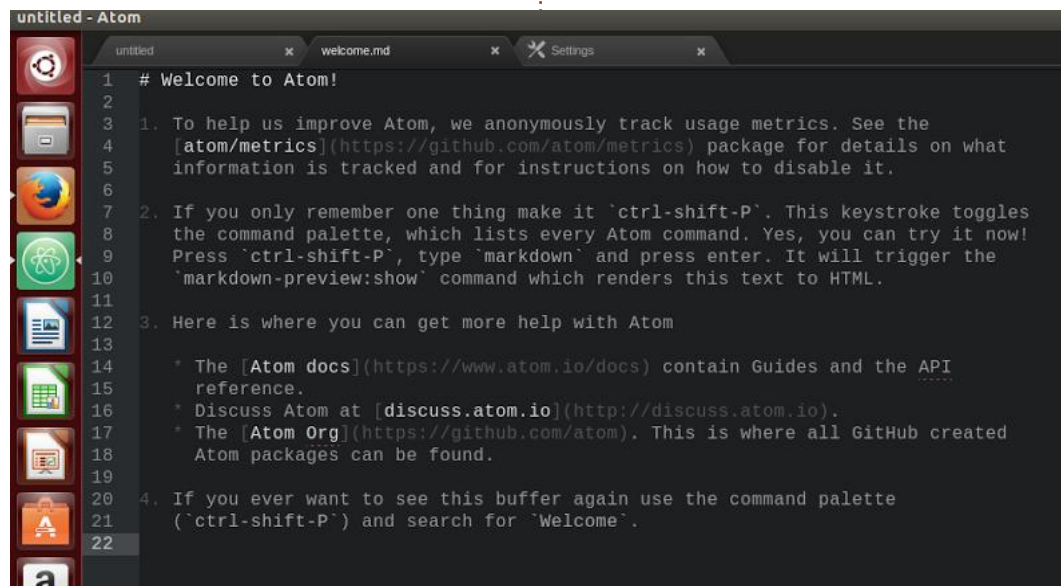 untitled - Atom
untitled
welcome.md
Settings
1 # Welcome to Atom!
2
3 1. To help us improve Atom, we anonymously track usage metrics. See the
4 [atom/metrics](https://github.com/atom/metrics) package for details on what
5 information is tracked and for instructions on how to disable it.
6
7 2. If you only remember one thing make it `ctrl-shift-P`. This keystroke toggles
8 the command palette, which lists every Atom command. Yes, you can try it now!
9 Press `ctrl-shift-P`, type `markdown` and press enter. It will trigger the
10 `markdown-preview:show` command which renders this text to HTML.
11
12 3. Here is where you can get more help with Atom
13
14 * The [Atom docs](https://www.atom.io/docs) contain Guides and the API
15 reference.
16 * Discuss Atom at [discuss.atom.io](http://discuss.atom.io).
17 * The [Atom Org](https://github.com/atom). This is where all GitHub created
18 Atom packages can be found.
19
20 4. If you ever want to see this buffer again use the command palette
21 (`ctrl-shift-P`) and search for `Welcome`.
22
a